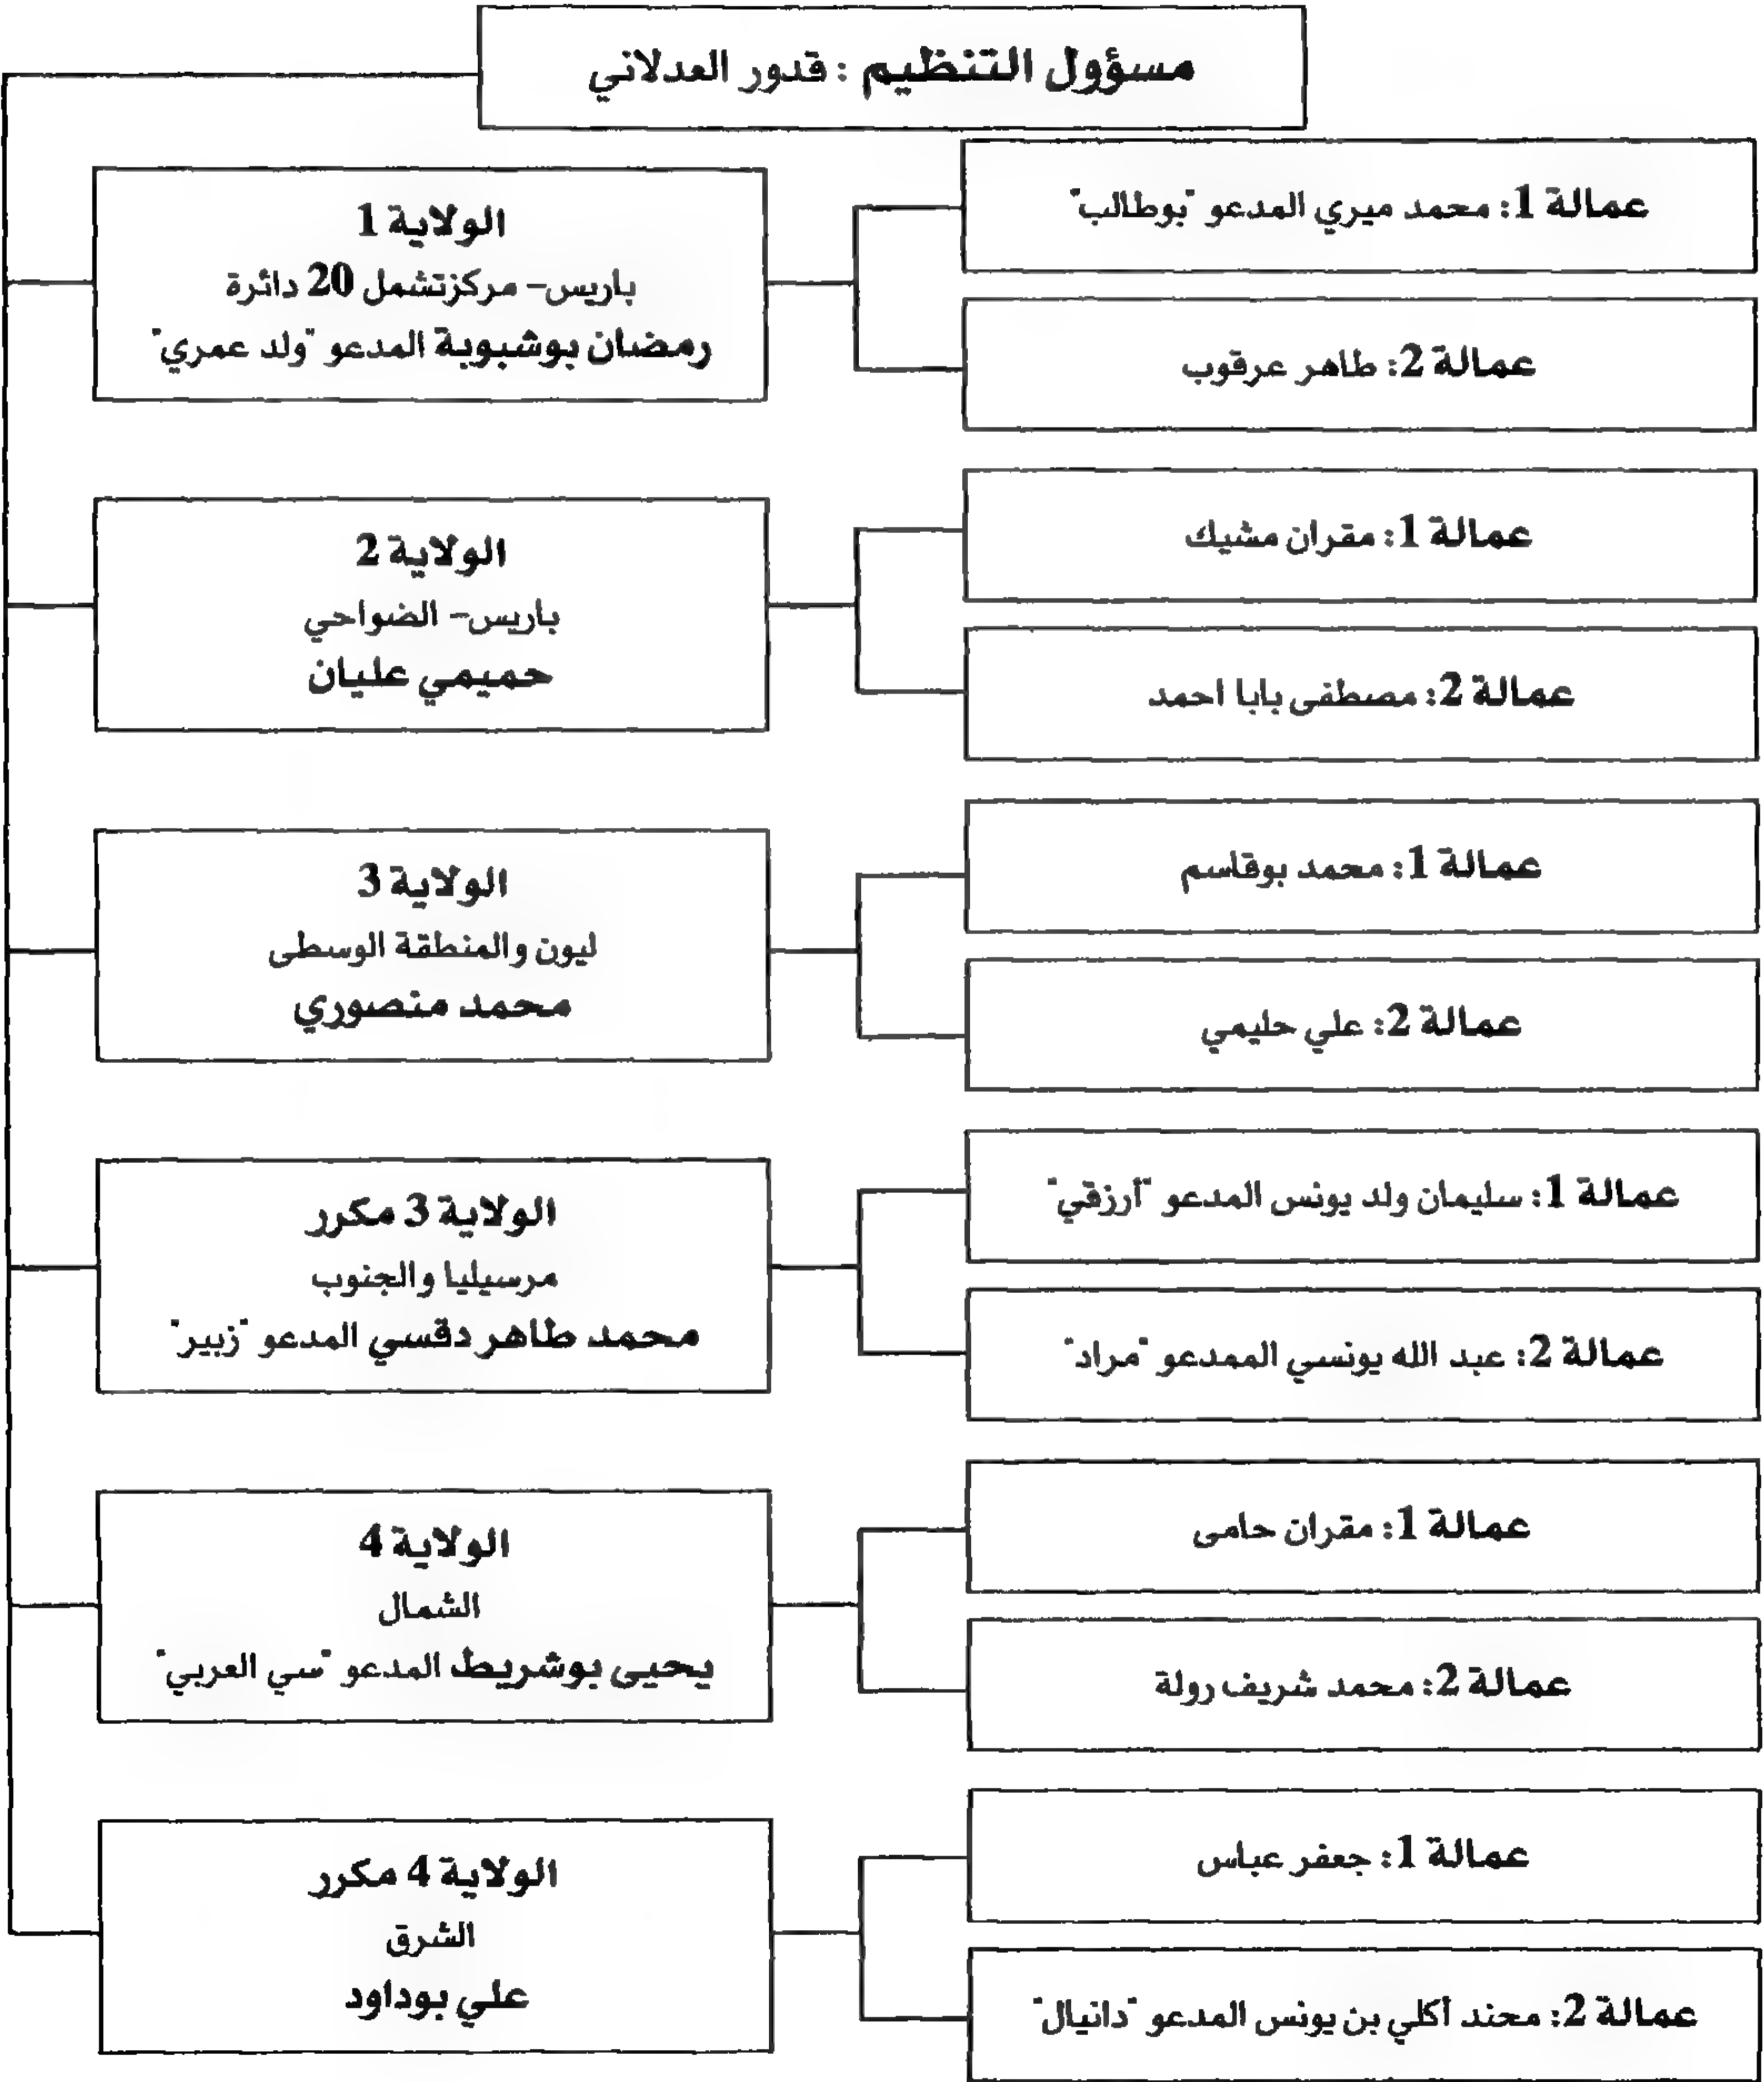 مسؤول التنظيم : قدور العدلاني
الولاية 1
باريس- مركزتشمل 20 دائرة
رمضان بوشبوبة المدعو "ولد عمري"
عمالة 1: محمد ميري المدعو "بوطالب"
عمالة 2: طاهر عرقوب
الولاية 2
باريس- الضواحي
حميمي عليان
عمالة 1: مقران مشيك
عمالة 2: مصطفى بابا احمد
الولاية 3
ليون والمنطقة الوسطى
محمد منصوري
عمالة 1: محمد بوقاسم
عمالة 2: علي حليمي
الولاية 3 مكرر
مرسيليا والجنوب
محمد طاهر دقسي المدعو "زبير"
عمالة 1: سليمان ولد يونس المدعو "أرزقي"
عمالة 2: عبد الله يونسي الممدعو "مراد"
الولاية 4
الشمال
يحيى بوشريط المدعو "سي العربي"
عمالة 1: مقران حامى
عمالة 2: محمد شريف رولة
الولاية 4 مكرر
الشرق
علي بوداود
عمالة 1: جعفر عباس
عمالة 2: محند آكلي بن يونس المدعو "دانيال"